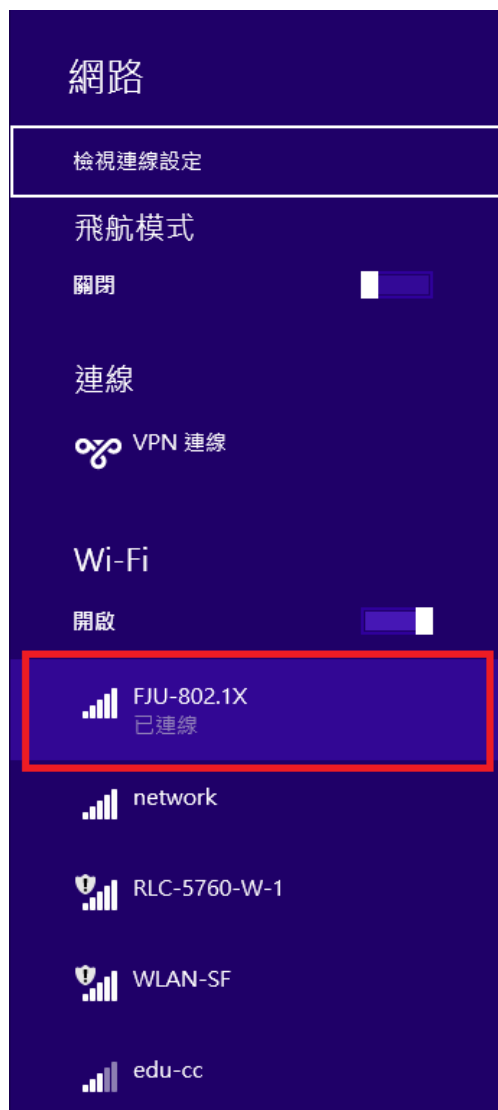 網路
檢視連線設定
飛航模式
關閉
連線
VPN 連線
Wi-Fi
開啟
FJU-802.1X
已連線
network
RLC-5760-W-1
WLAN-SF
edu-cc